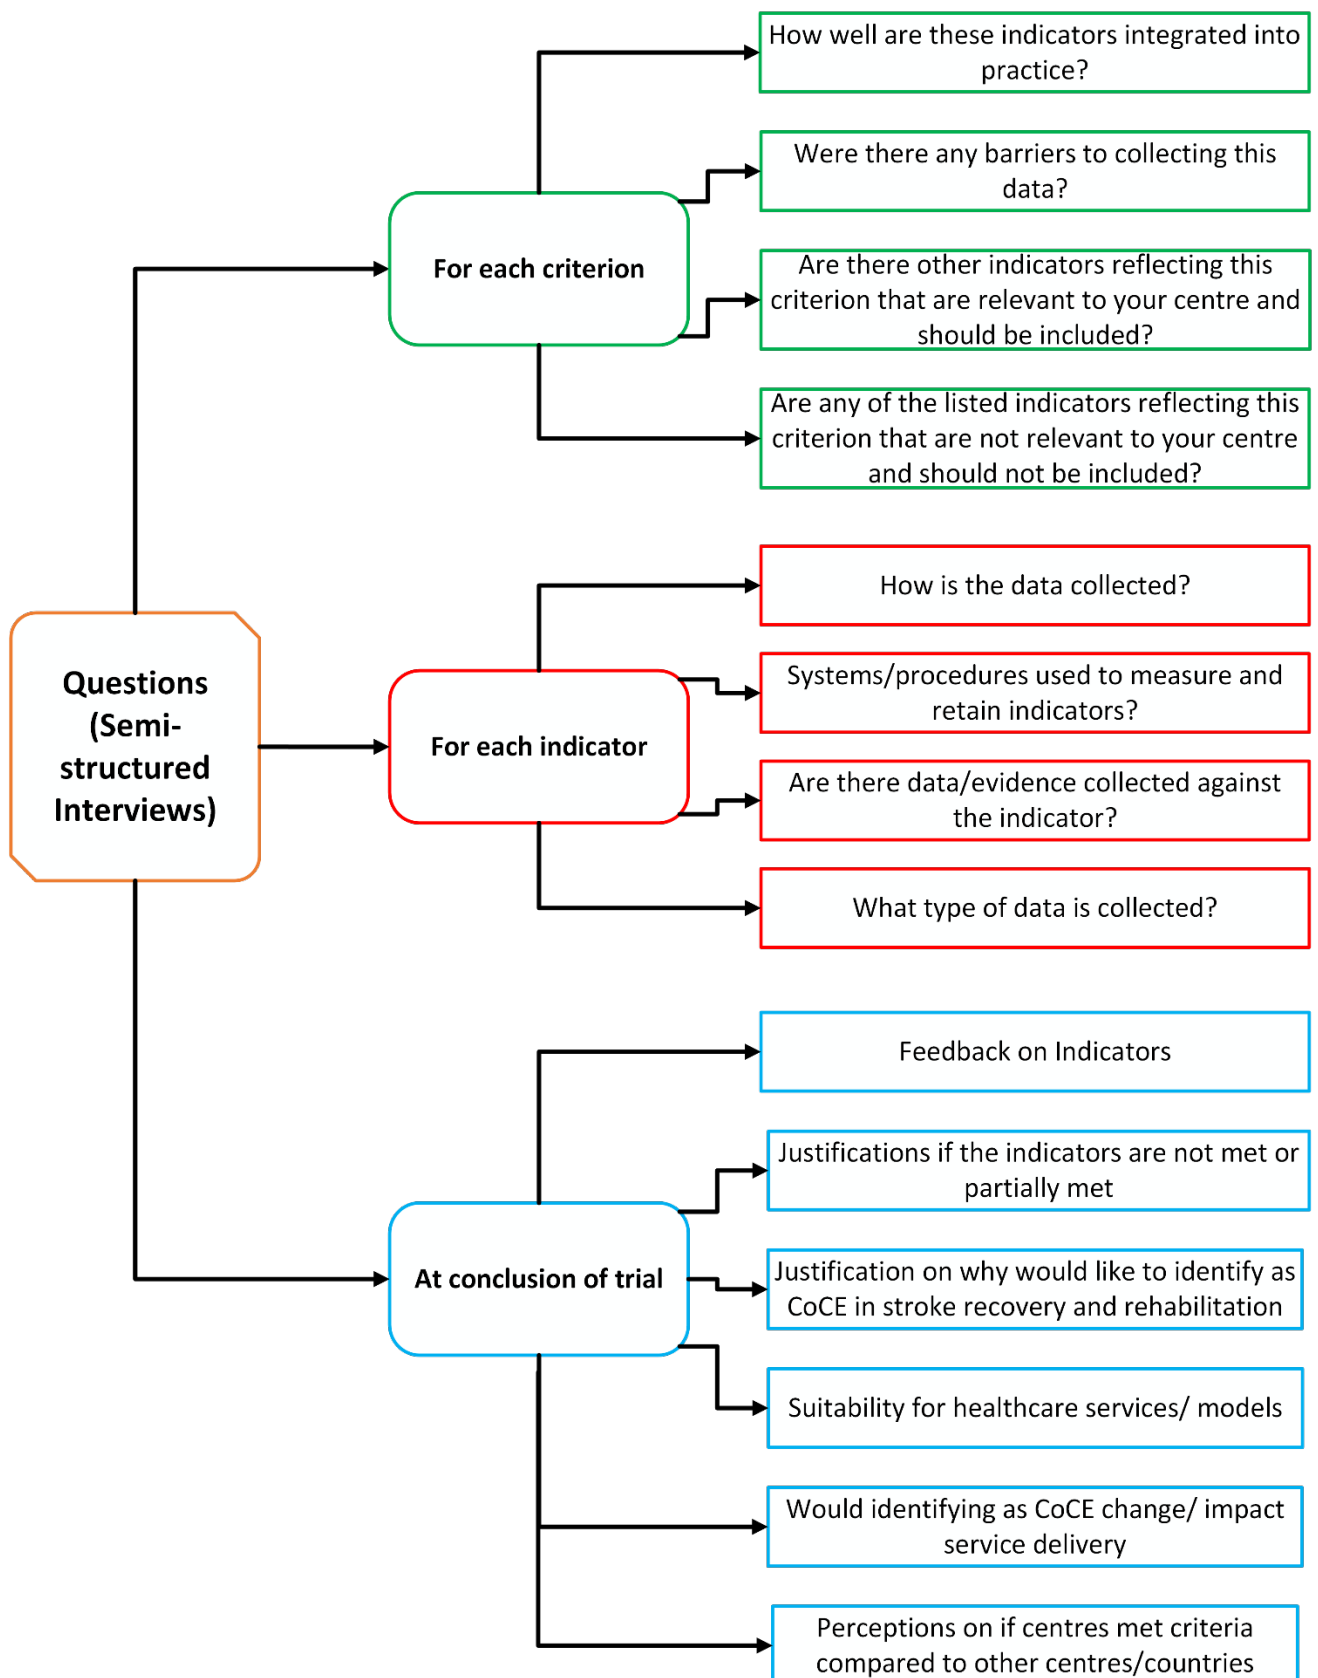 How well are these indicators integrated into
practice?
Were there any barriers to collecting this
data?
For each criterion
Are there other indicators reflecting this
criterion that are relevant to your centre and
should be included?
Are any of the listed indicators reflecting this
criterion that are not relevant to your centre
and should not be included?
How is the data collected?
Questions
(Semi-
structured
Interviews)
Systems/procedures used to measure and
retain indicators?
For each indicator
Are there data/evidence collected against
the indicator?
What type of data is collected?
Feedback on Indicators
Justifications if the indicators are not met or
partially met
At conclusion of trial
Justification on why would like to identify as
CoCE in stroke recovery and rehabilitation
Suitability for healthcare services/ models
Would identifying as CoCE change/ impact
service delivery
Perceptions on if centres met criteria
compared to other centres/countries